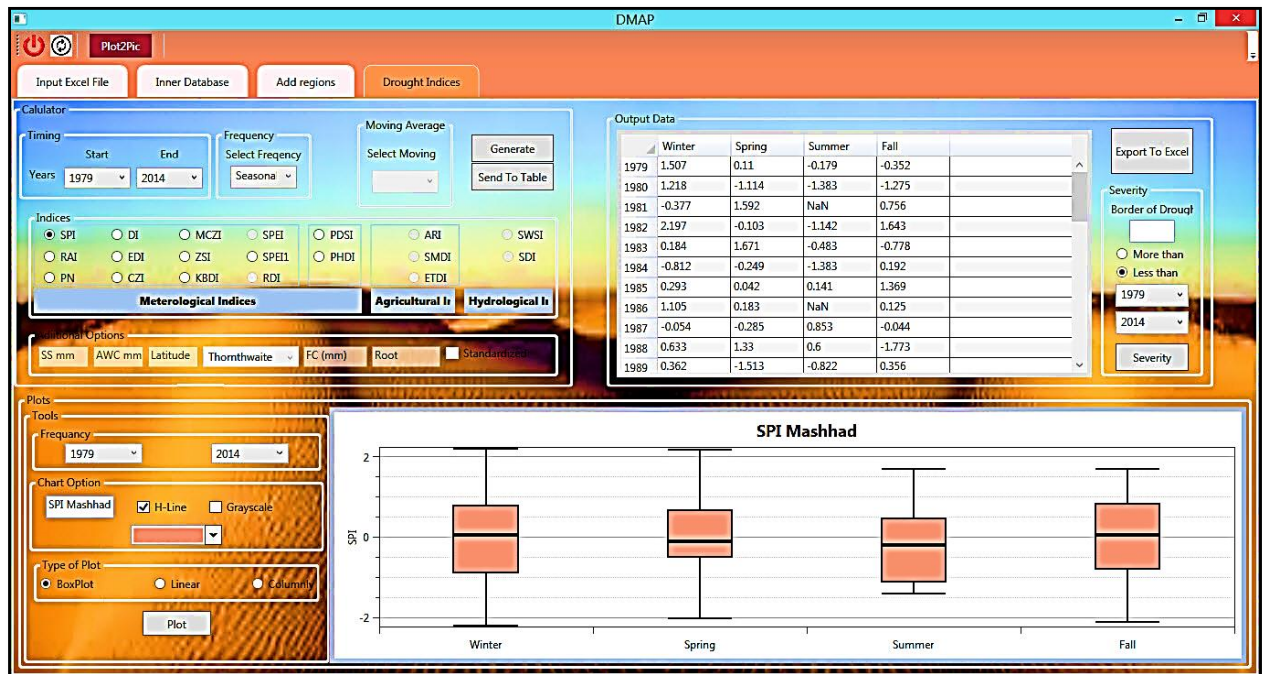 DMAP
Plot2Pic
Input Excel File Inner Database Add regions Drought Indices
Calulator
Timing
Start End
Years 1979 2014
Frequency
Select Freqency
Seasona
Moving Average
Select Moving
Generate
Send To Table
Indices
SPI DI MCZI SPEI PDSI ARI SWSI
RAI EDI ZSI SPEI1 PHDI SMDI SDI
PN CZI KBDI RDI ETDI
Meterological Indices Agricultural Hydrological
Options
SS mm AWC mm Latitude Thornthwaite FC (mm) Root Standardized
Output Data
Winter Spring Summer Fall
1979 1.507 0.11 -0.179 -0.352
1980 1.218 -1.114 -1.383 -1.275
1981 -0.377 1.592 NaN 0.756
1982 2.197 -0.103 -1.142 1.643
1983 0.184 1.671 -0.483 -0.778
1984 -0.812 -0.249 -1.383 0.192
1985 0.293 0.042 0.141 1.369
1986 1.105 0.183 NaN 0.125
1987 -0.054 -0.285 0.853 -0.044
1988 0.633 1.33 0.6 -1.773
1989 0.362 -1.513 -0.822 0.356
Export To Excel
Severity
Border of Drougł
More than
Less than
1979
2014
Severity
Plots
Tools
Frequancy
1979 2014
Chart Option
SPI Mashhad H-Line Grayscale
Type of Plot
BoxPlot Linear Columnly
Plot
SPI Mashhad
SPI
2
0
-2
Winter Spring Summer Fall